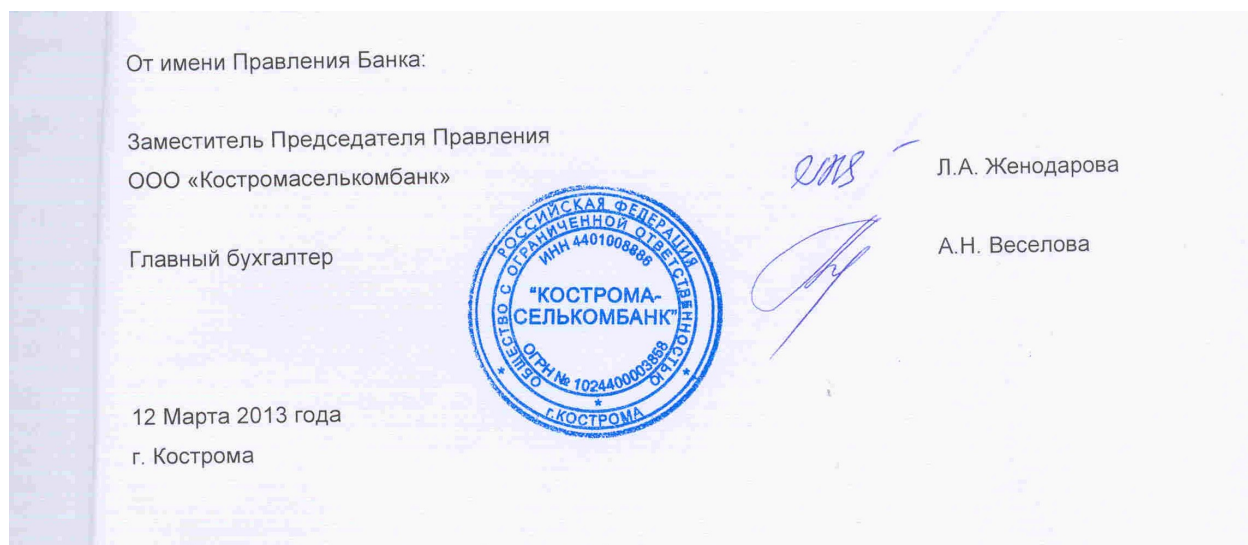 От имени Правления Банка:
Заместитель Председателя Правления
ООО «Костромаселькомбанк»
Л.А. Женодарова
Главный бухгалтер
А.Н. Веселова
РОССИЙСКАЯ ФЕДЕРАЦИЯ
ОБЩЕСТВО С ОГРАНИЧЕННОЙ ОТВЕТСТВЕННОСТЬЮ
ИНН 4401008886
"КОСТРОМА-
СЕЛЬКОМБАНК"
ОГРН № 1024400003858
г.КОСТРОМА
12 Марта 2013 года
г. Кострома